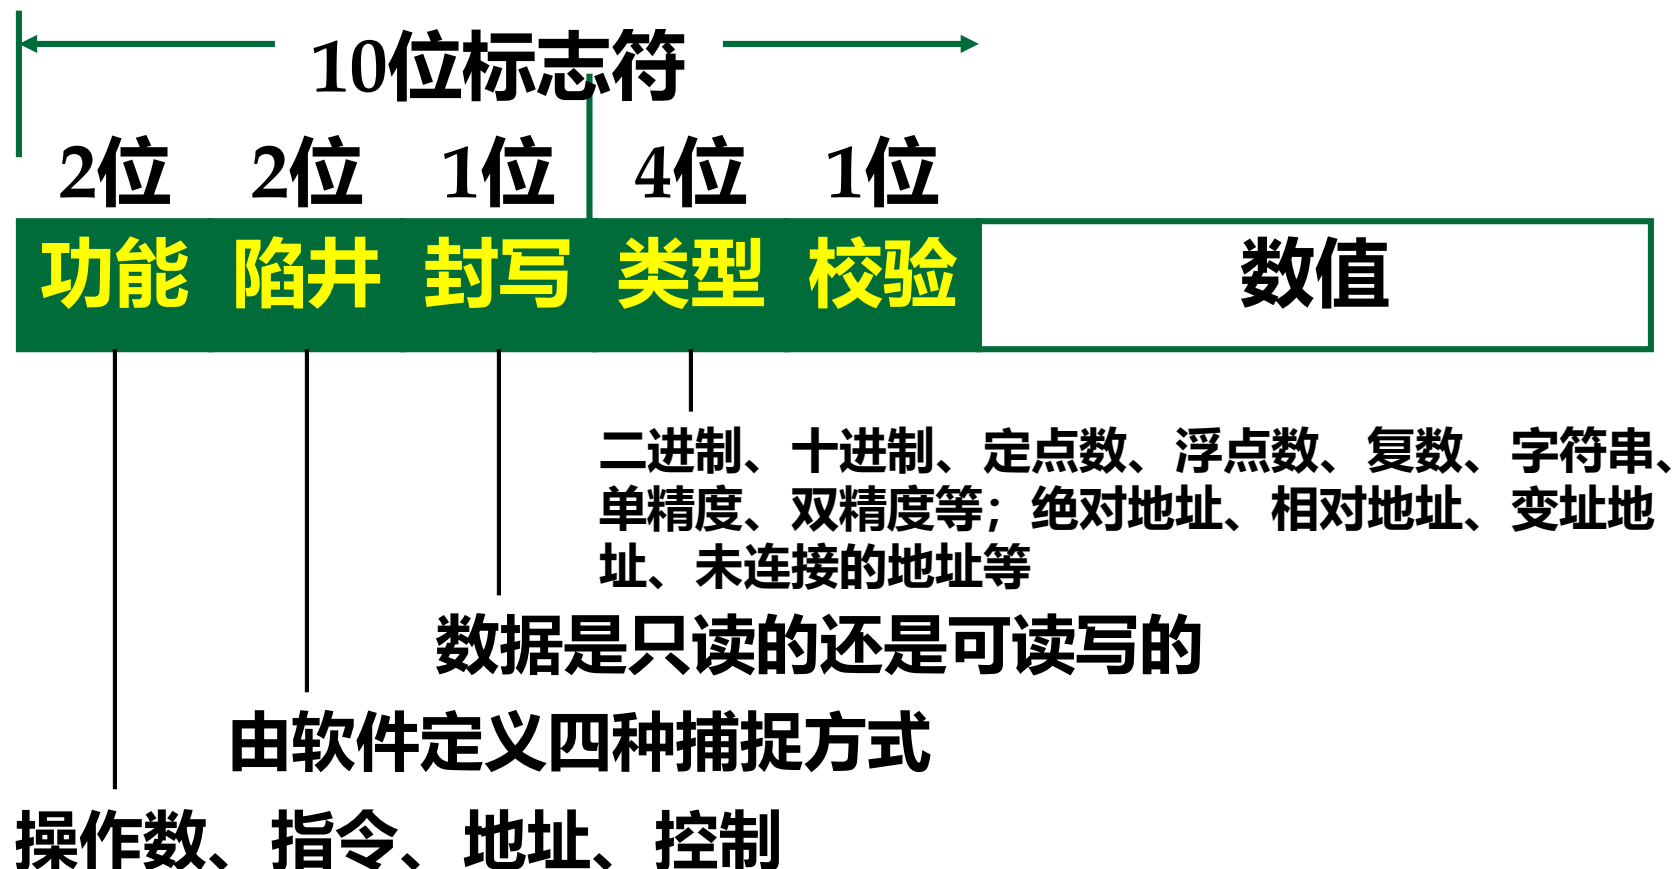 10位标志符
2位 2位 1位 4位 1位
功能 陷井 封写 类型 校验 数值
二进制、十进制、定点数、浮点数、复数、字符串、
单精度、双精度等；绝对地址、相对地址、变址地
址、未连接的地址等
数据是只读的还是可读写的
由软件定义四种捕捉方式
操作数、指令、地址、控制